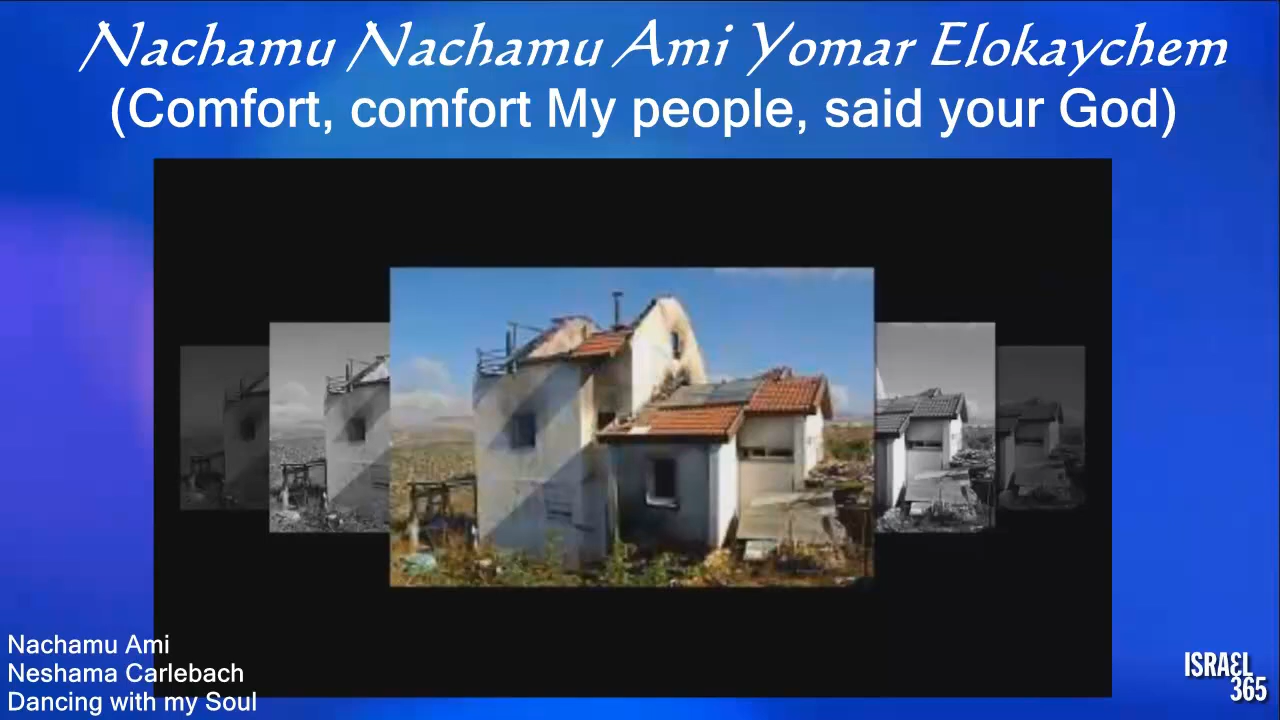 Nachamu Nachamu Ami Yomar Elokaychem
(Comfort, comfort My people, said your God)
Nachamu Ami
Neshama Carlebach
Dancing with my Soul
ISRAEL
365